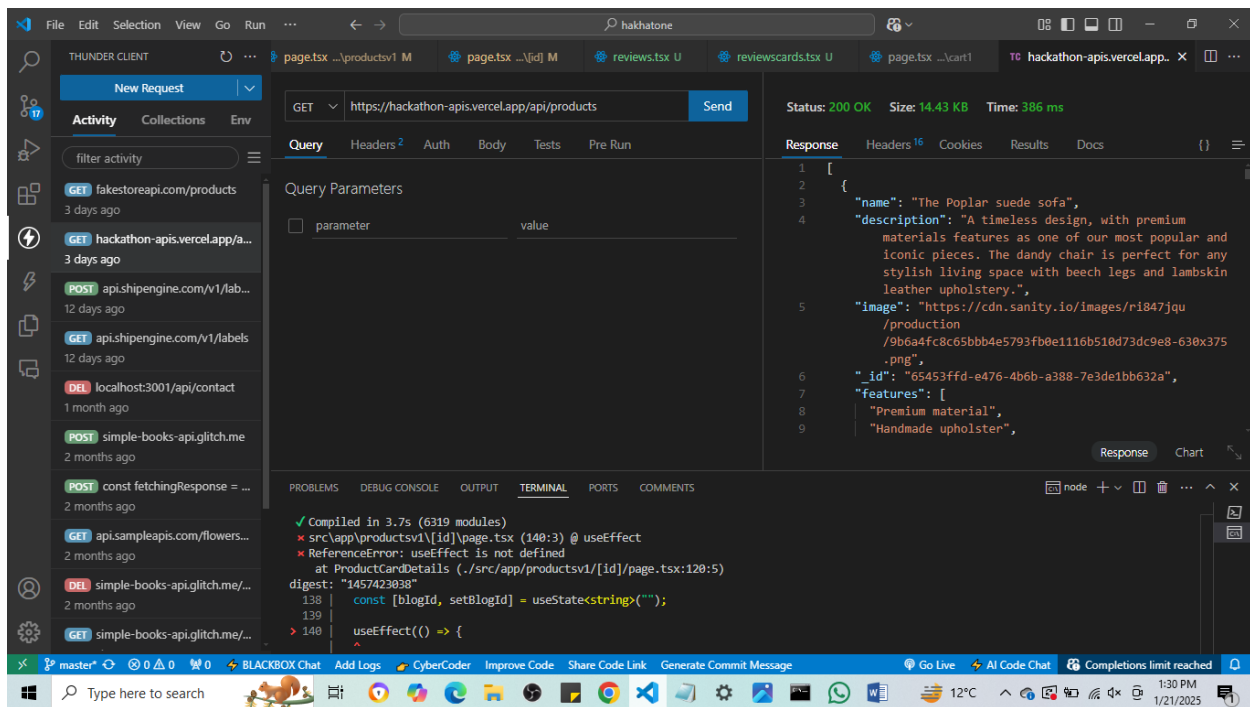 File Edit Selection View Go Run ··· hakhatone
THUNDER CLIENT
New Request
Activity Collections Env
filter activity
GET fakestoreapi.com/products
3 days ago
GET hackathon-apis.vercel.app/a...
3 days ago
POST api.shipengine.com/v1/lab...
12 days ago
GET api.shipengine.com/v1/labels
12 days ago
DEL localhost:3001/api/contact
1 month ago
POST simple-books-api.glitch.me
2 months ago
POST const fetchingResponse = ...
2 months ago
GET api.sampleapis.com/flowers...
2 months ago
DEL simple-books-api.glitch.me/...
2 months ago
GET simple-books-api.glitch.me/...
17
page.tsx ...\productsv1 M page.tsx ...\[id] M reviews.tsx U reviewscards.tsx U page.tsx ...\cart1 TC hackathon-apis.vercel.app..
GET https://hackathon-apis.vercel.app/api/products Send
Query Headers 2 Auth Body Tests Pre Run
Query Parameters
parameter value
Status: 200 OK Size: 14.43 KB Time: 386 ms
Response Headers 16 Cookies Results Docs {}
1 [
2 {
3 "name": "The Poplar suede sofa",
4 "description": "A timeless design, with premium
materials features as one of our most popular and
iconic pieces. The dandy chair is perfect for any
stylish living space with beech legs and lambskin
leather upholstery.",
5 "image": "https://cdn.sanity.io/images/ri847jqu
/production
/9b6a4fc8c65bbb4e5793fb0e1116b510d73dc9e8-630x375
.png",
6 "_id": "65453ffd-e476-4b6b-a388-7e3de1bb632a",
7 "features": [
8 "Premium material",
9 "Handmade upholster",
Response Chart
PROBLEMS DEBUG CONSOLE OUTPUT TERMINAL PORTS COMMENTS node
✓ Compiled in 3.7s (6319 modules)
⨯ src\app\productsv1\[id]\page.tsx (140:3) @ useEffect
⨯ ReferenceError: useEffect is not defined
at ProductCardDetails (./src/app/productsv1/[id]/page.tsx:120:5)
digest: "1457423038"
138 | const [blogId, setBlogId] = useState<string>("");
139 |
> 140 | useEffect(() => {
| ^
master* 0 0 0 BLACKBOX Chat Add Logs CyberCoder Improve Code Share Code Link Generate Commit Message Go Live AI Code Chat Completions limit reached
Type here to search 12°C 1:30 PM
1/21/2025